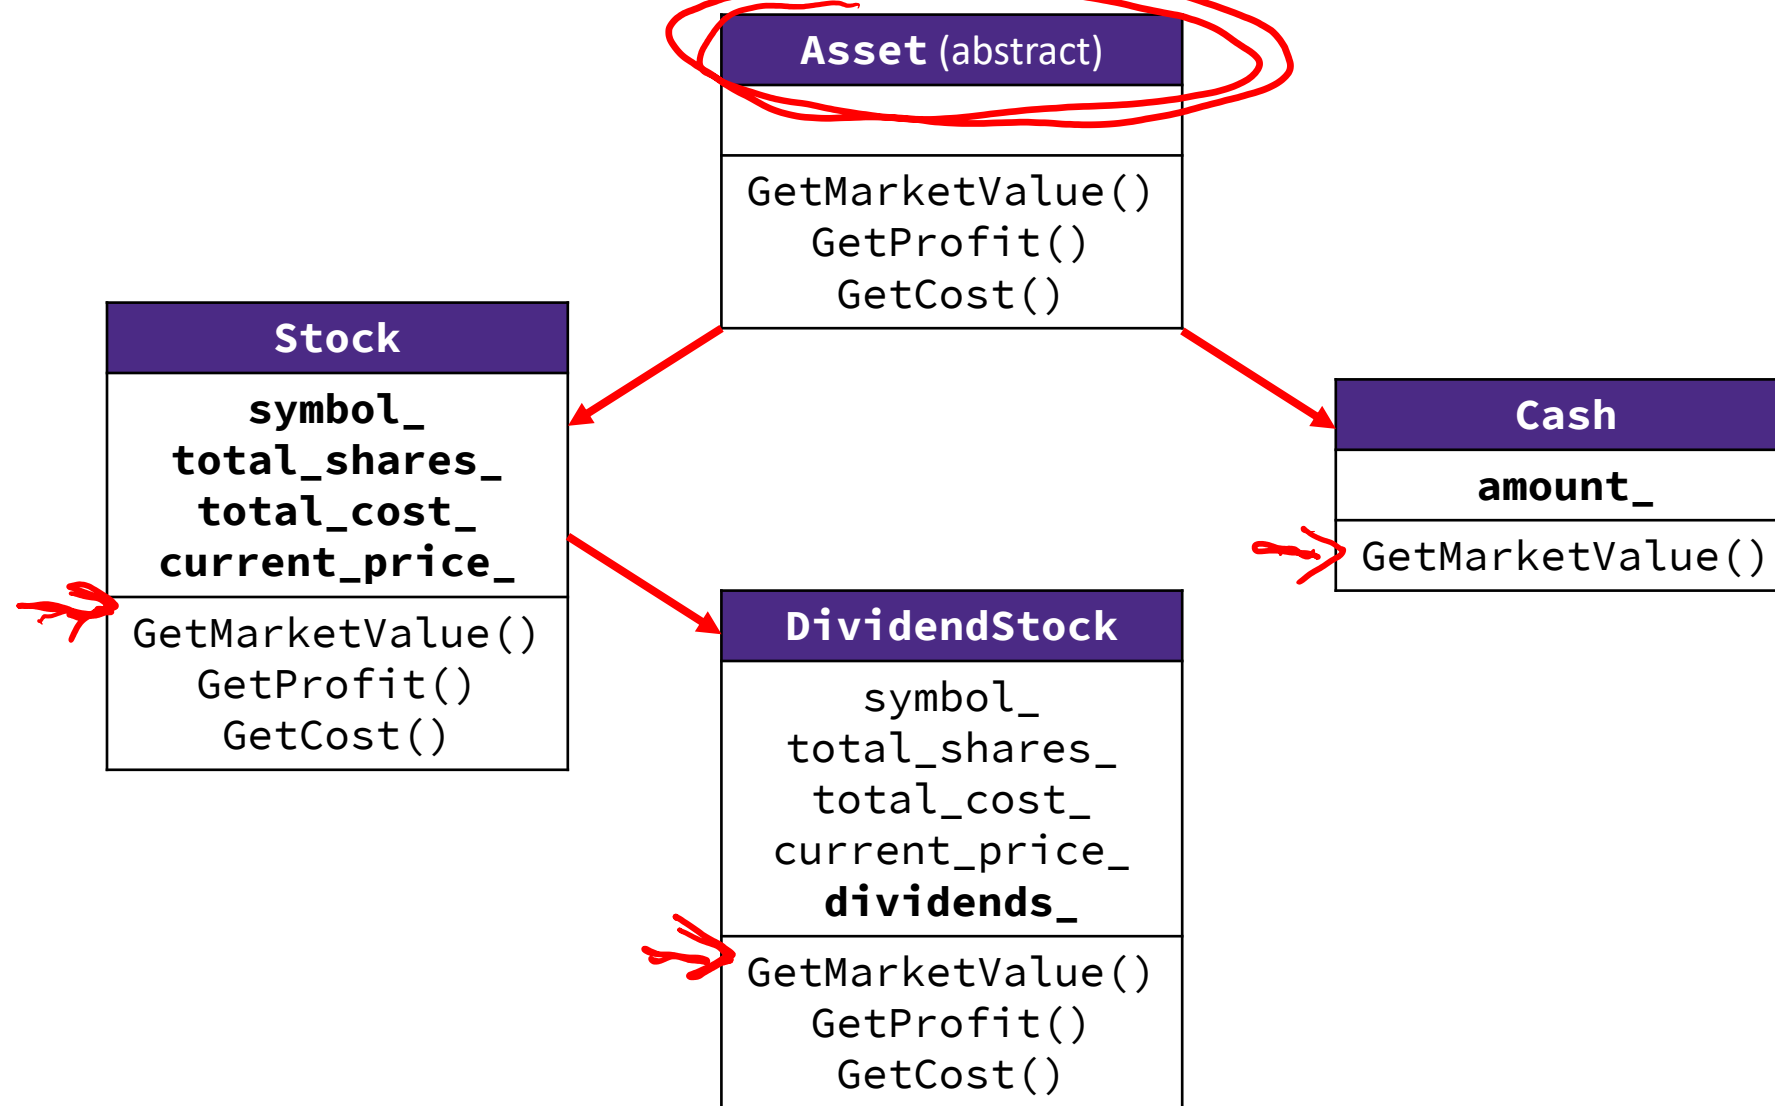 Asset (abstract)
GetMarketValue()
GetProfit()
GetCost()
Stock
symbol_
total_shares_
total_cost_
current_price_
GetMarketValue()
GetProfit()
GetCost()
Cash
amount_
GetMarketValue()
DividendStock
symbol_
total_shares_
total_cost_
current_price_
dividends_
GetMarketValue()
GetProfit()
GetCost()